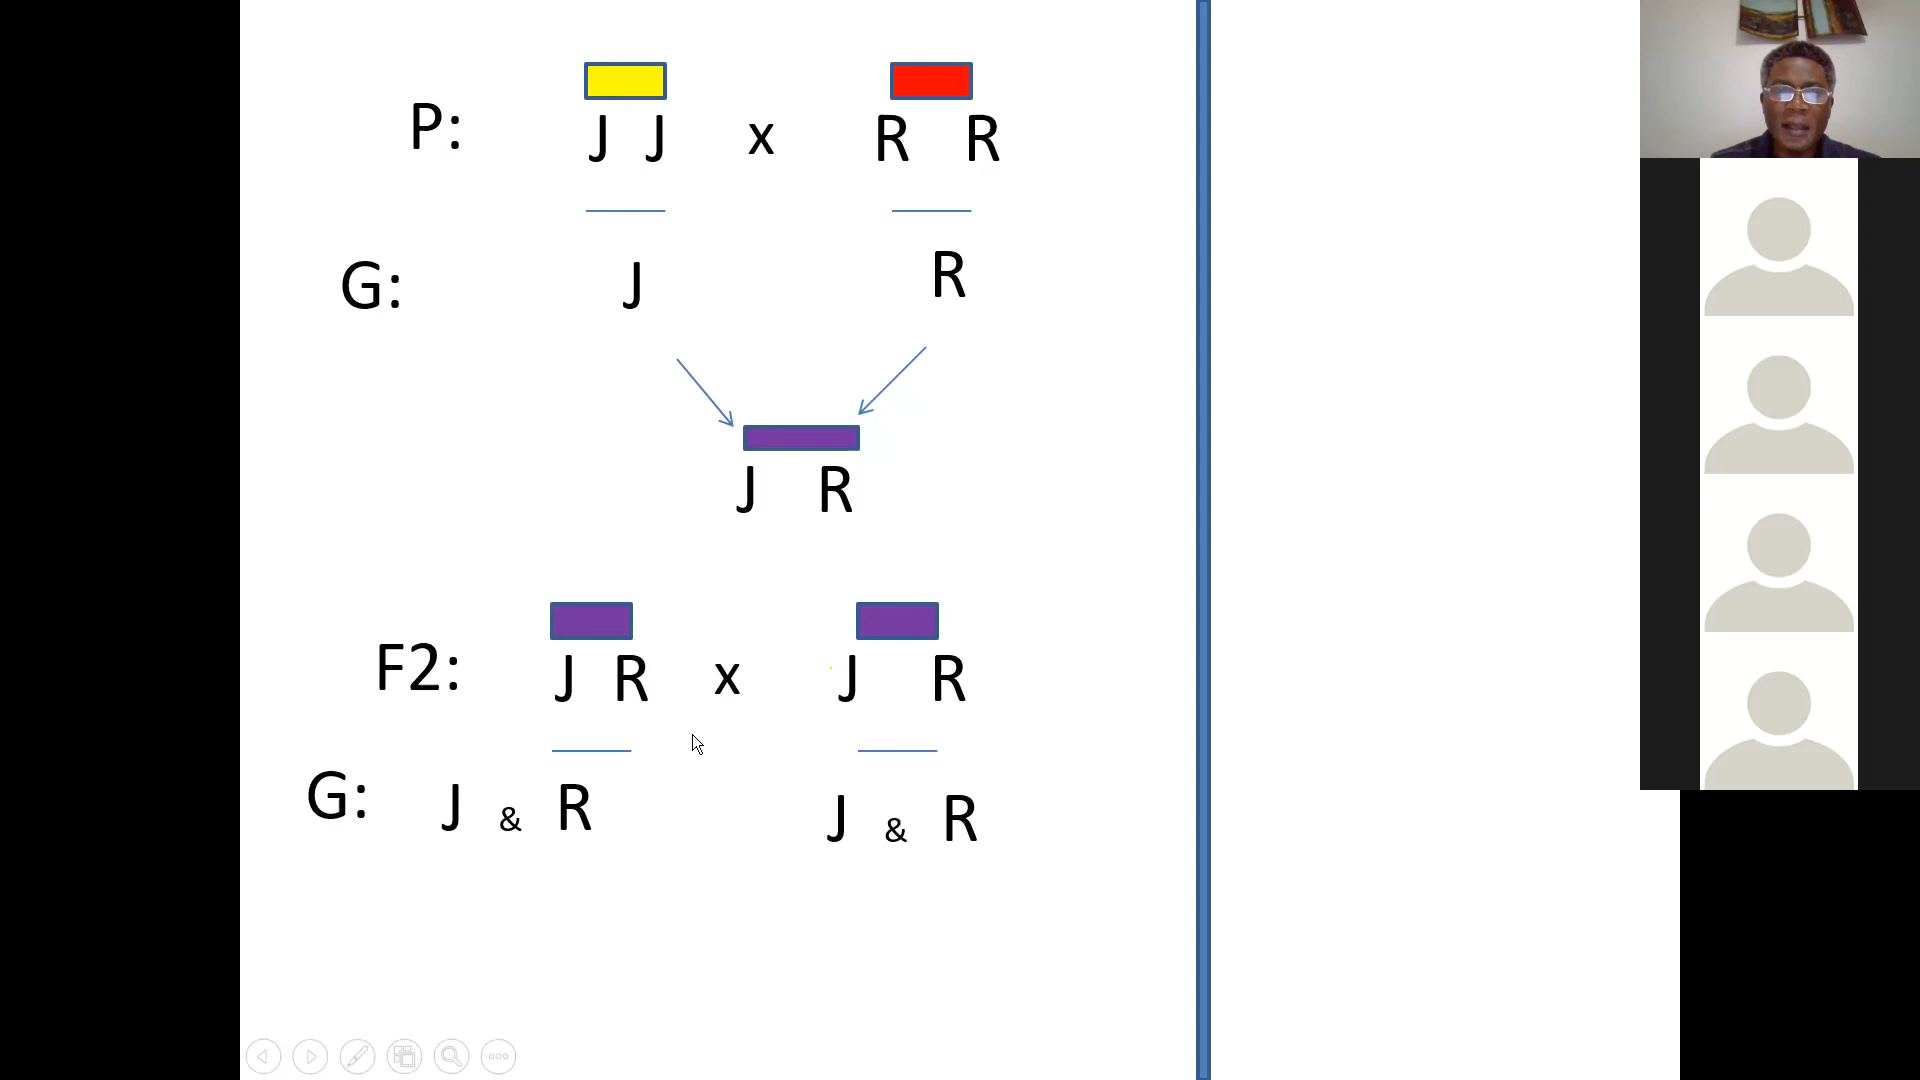 P: J J x R R
G: J R
J R
F2: J R x J R
G: J & R J & R